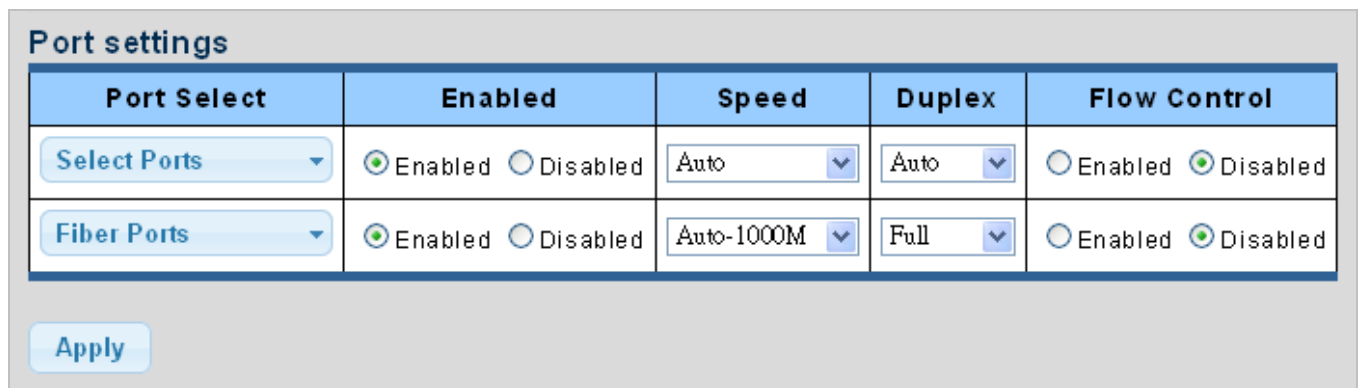 Port settings
Port Select Enabled Speed Duplex Flow Control
Select Ports Enabled Disabled Auto Auto Enabled Disabled
Fiber Ports Enabled Disabled Auto-1000M Full Enabled Disabled
Apply